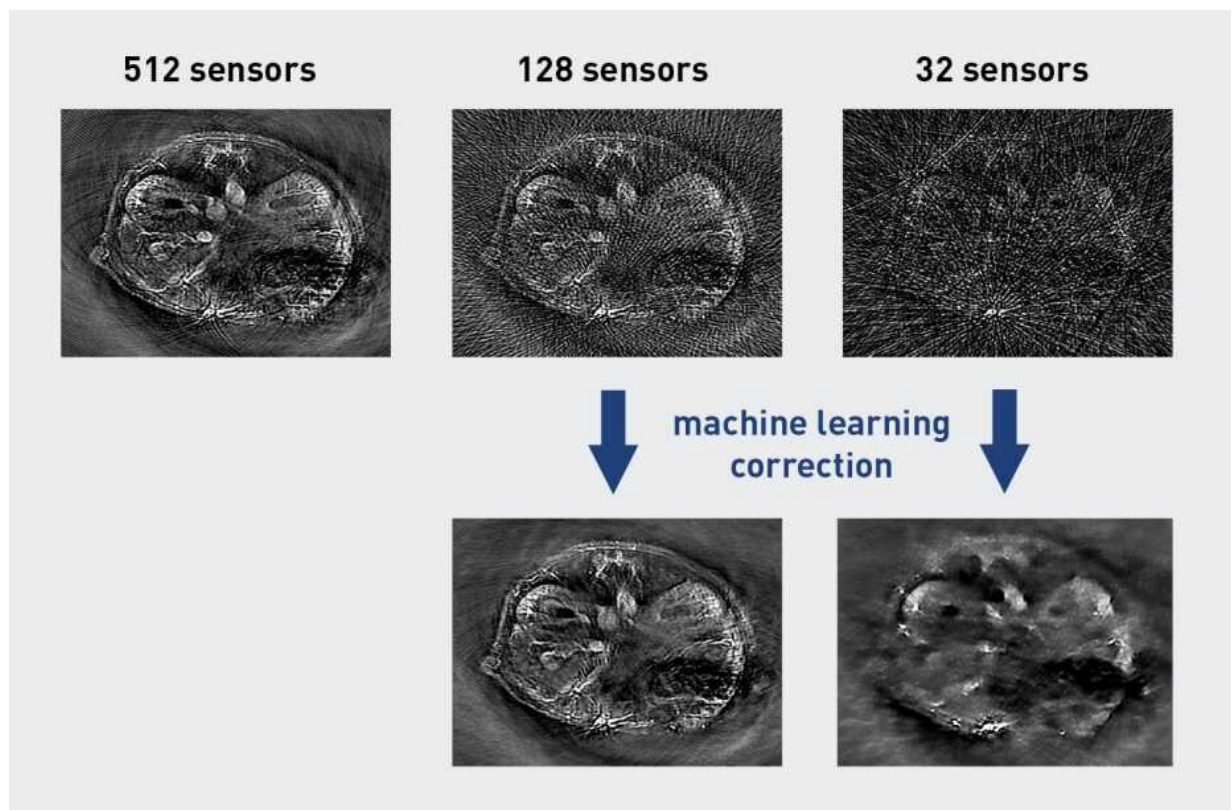 512 sensors
128 sensors
32 sensors
machine learning
correction